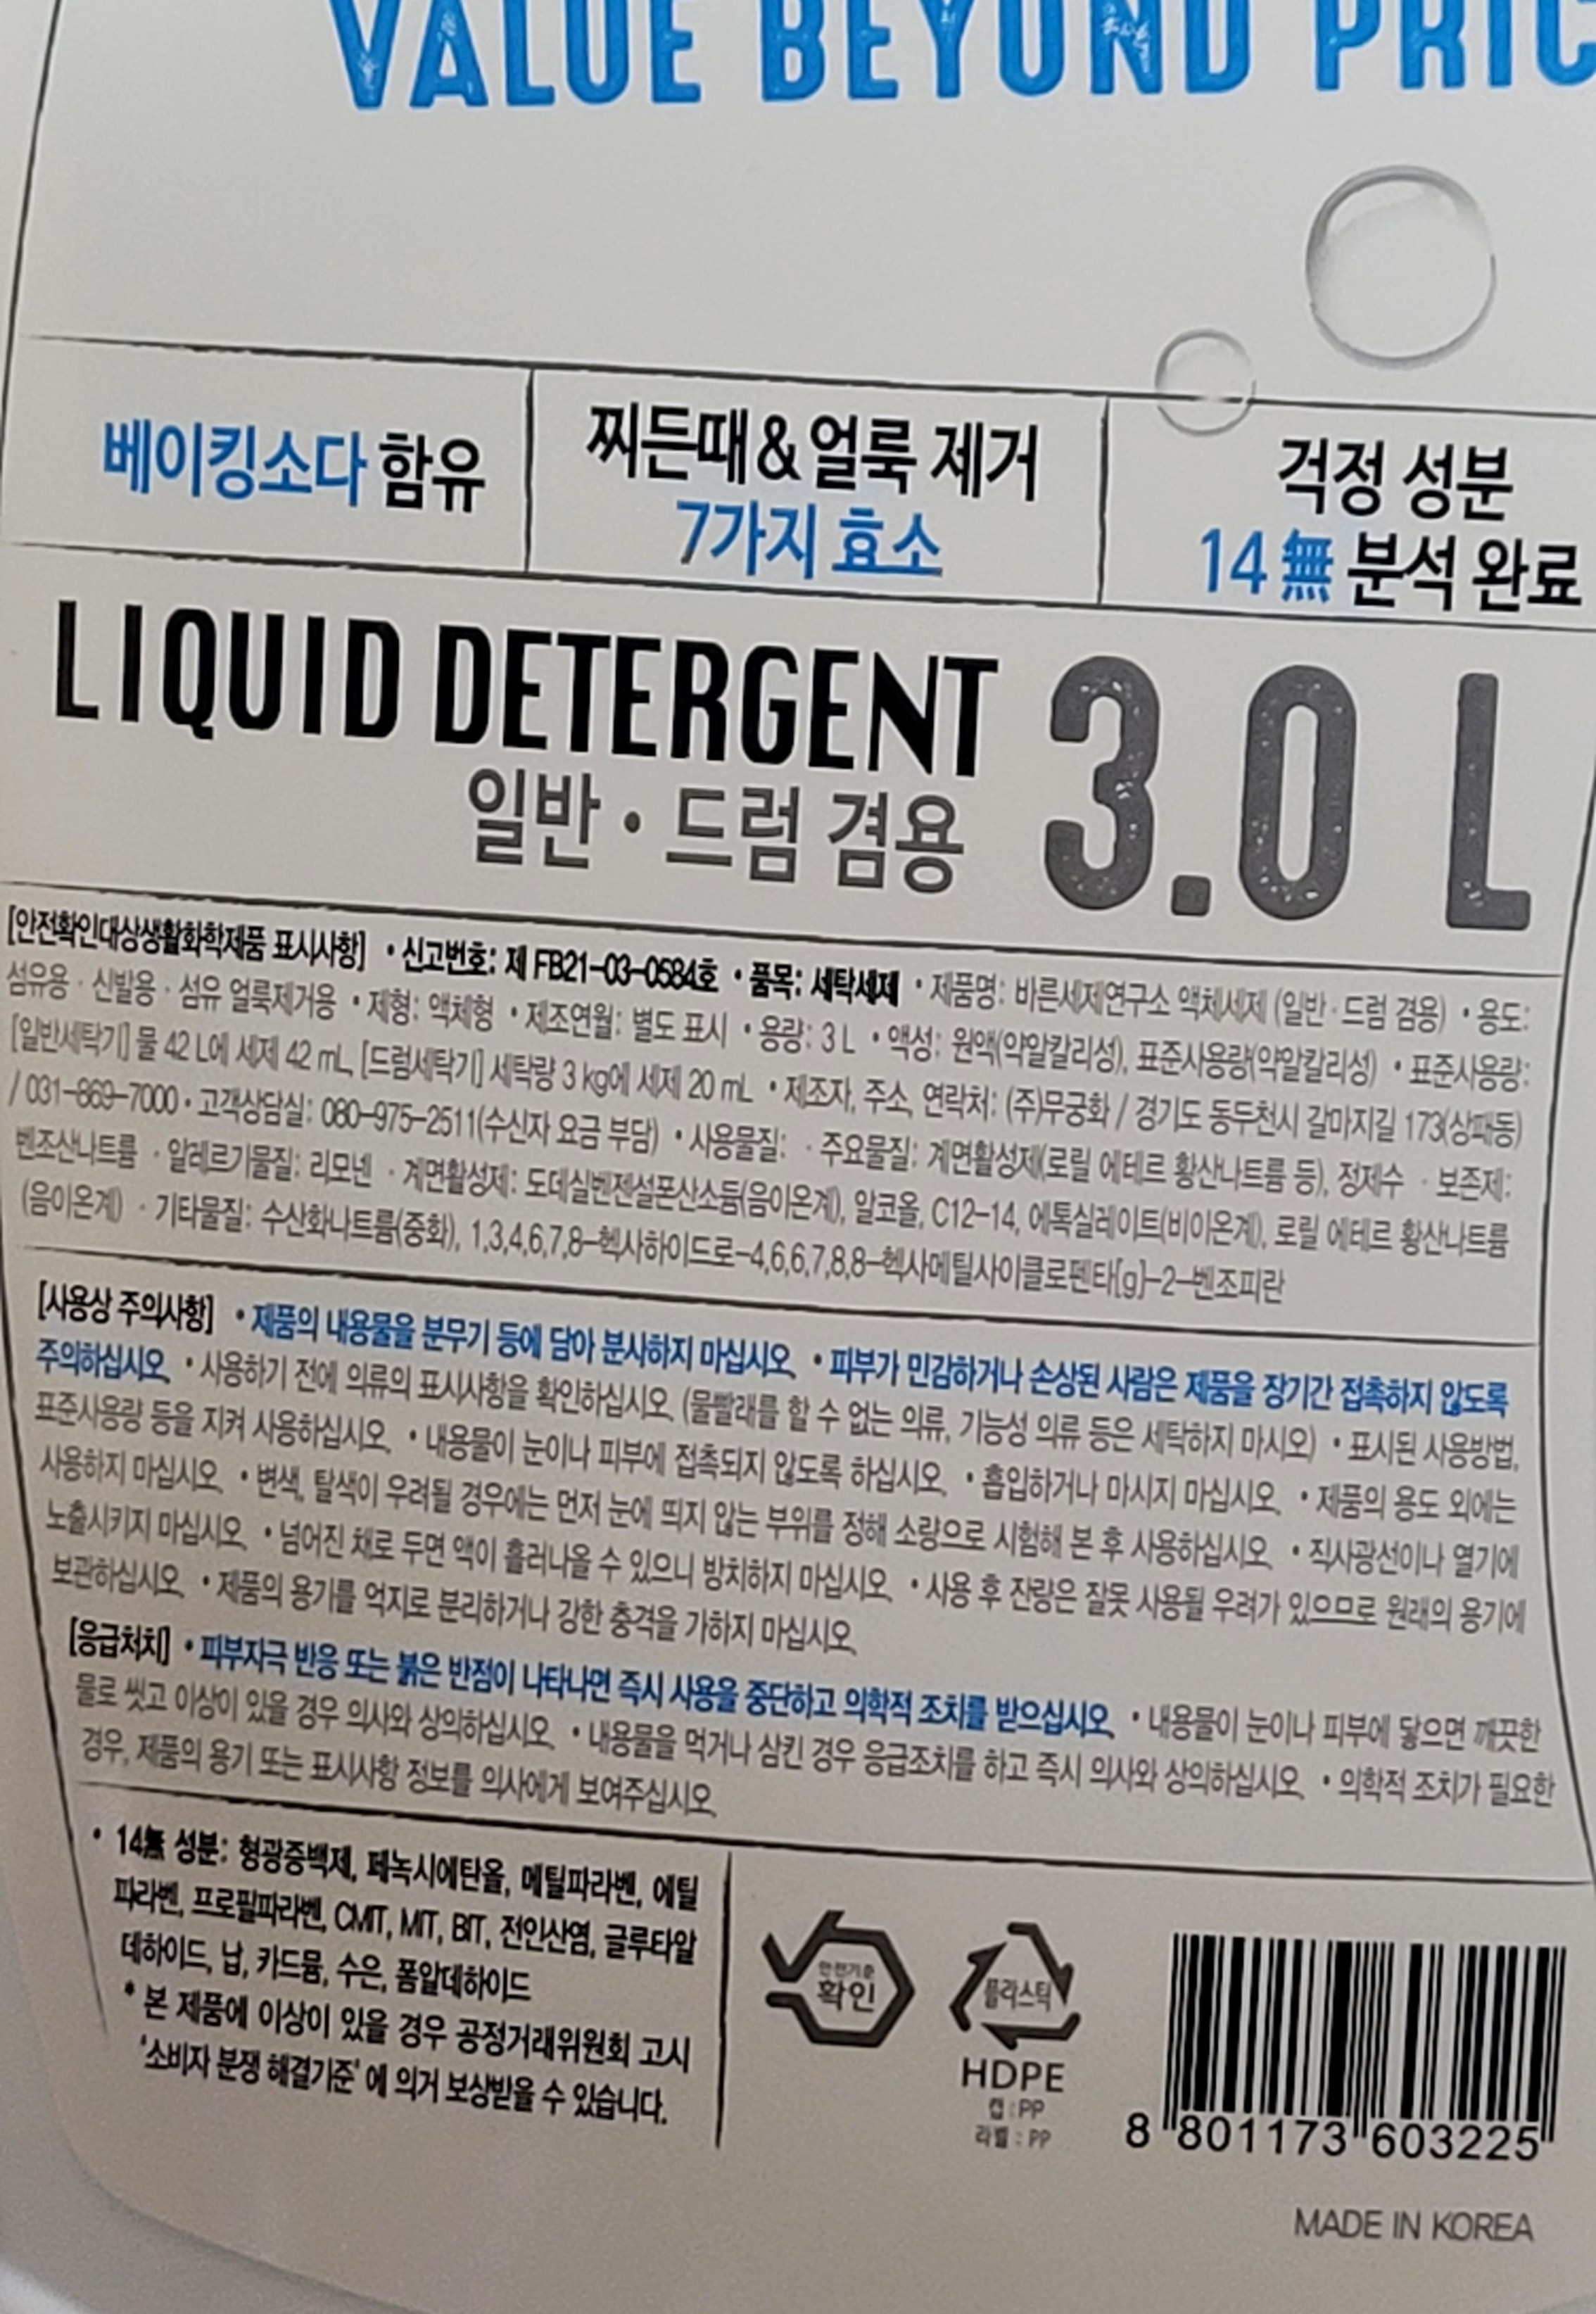 VALUE BEYOND PRIC
베이킹소다 함유
찌든때&얼룩 제거
7가지 효소
걱정 성분
14 無 분석 완료
LIQUID DETERGENT 3.0 L
일반・드럼 겸용
[안전확인대상생활화학제품 표시사항] • 신고번호: 제 FB21-03-0584호 • 품목: 세탁세제 • 제품명: 바른세제연구소 액체세제 (일반·드럼 겸용) • 용도:
섬유용 · 신발용 · 섬유 얼룩제거용 • 제형: 액체형 • 제조연월: 별도 표시 • 용량: 3 L • 액성: 원액(약알칼리성), 표준사용량(약알칼리성) • 표준사용량:
[일반세탁기] 물 42 L에 세제 42 mL, [드럼세탁기] 세탁량 3 kg에 세제 20 mL • 제조자, 주소, 연락처: (주)무궁화 / 경기도 동두천시 갈마지길 173(상패동)
/ 031-869-7000 • 고객상담실: 080-975-2511(수신자 요금 부담) • 사용물질: · 주요물질: 계면활성제(로릴 에테르 황산나트륨 등), 정제수 · 보존제:
벤조산나트륨 · 알레르기물질: 리모넨 · 계면활성제: 도데실벤젠설폰산소듐(음이온계), 알코올, C12-14, 에톡실레이트(비이온계), 로릴 에테르 황산나트륨
(음이온계) · 기타물질: 수산화나트륨(중화), 1,3,4,6,7,8-헥사하이드로-4,6,6,7,8,8-헥사메틸사이클로펜타[g]-2-벤조피란
[사용상 주의사항] • 제품의 내용물을 분무기 등에 담아 분사하지 마십시오. • 피부가 민감하거나 손상된 사람은 제품을 장기간 접촉하지 않도록
주의하십시오. • 사용하기 전에 의류의 표시사항을 확인하십시오. (물빨래를 할 수 없는 의류, 기능성 의류 등은 세탁하지 마시오) • 표시된 사용방법,
표준사용량 등을 지켜 사용하십시오. • 내용물이 눈이나 피부에 접촉되지 않도록 하십시오. • 흡입하거나 마시지 마십시오. • 제품의 용도 외에는
사용하지 마십시오. • 변색, 탈색이 우려될 경우에는 먼저 눈에 띄지 않는 부위를 정해 소량으로 시험해 본 후 사용하십시오. • 직사광선이나 열기에
노출시키지 마십시오. • 넘어진 채로 두면 액이 흘러나올 수 있으니 방치하지 마십시오. • 사용 후 잔량은 잘못 사용될 우려가 있으므로 원래의 용기에
보관하십시오. • 제품의 용기를 억지로 분리하거나 강한 충격을 가하지 마십시오.
[응급처치] • 피부자극 반응 또는 붉은 반점이 나타나면 즉시 사용을 중단하고 의학적 조치를 받으십시오. • 내용물이 눈이나 피부에 닿으면 깨끗한
물로 씻고 이상이 있을 경우 의사와 상의하십시오. • 내용물을 먹거나 삼킨 경우 응급조치를 하고 즉시 의사와 상의하십시오. • 의학적 조치가 필요한
경우, 제품의 용기 또는 표시사항 정보를 의사에게 보여주십시오.
• 14無 성분: 형광증백제, 페녹시에탄올, 메틸파라벤, 에틸
파라벤, 프로필파라벤, CMIT, MIT, BIT, 전인산염, 글루타알
데하이드, 납, 카드뮴, 수은, 폼알데하이드
* 본 제품에 이상이 있을 경우 공정거래위원회 고시
'소비자 분쟁 해결기준' 에 의거 보상받을 수 있습니다.
안전기준
확인
플라스틱
HDPE
캡 : PP
라벨 : PP
8 801173 603225
MADE IN KOREA